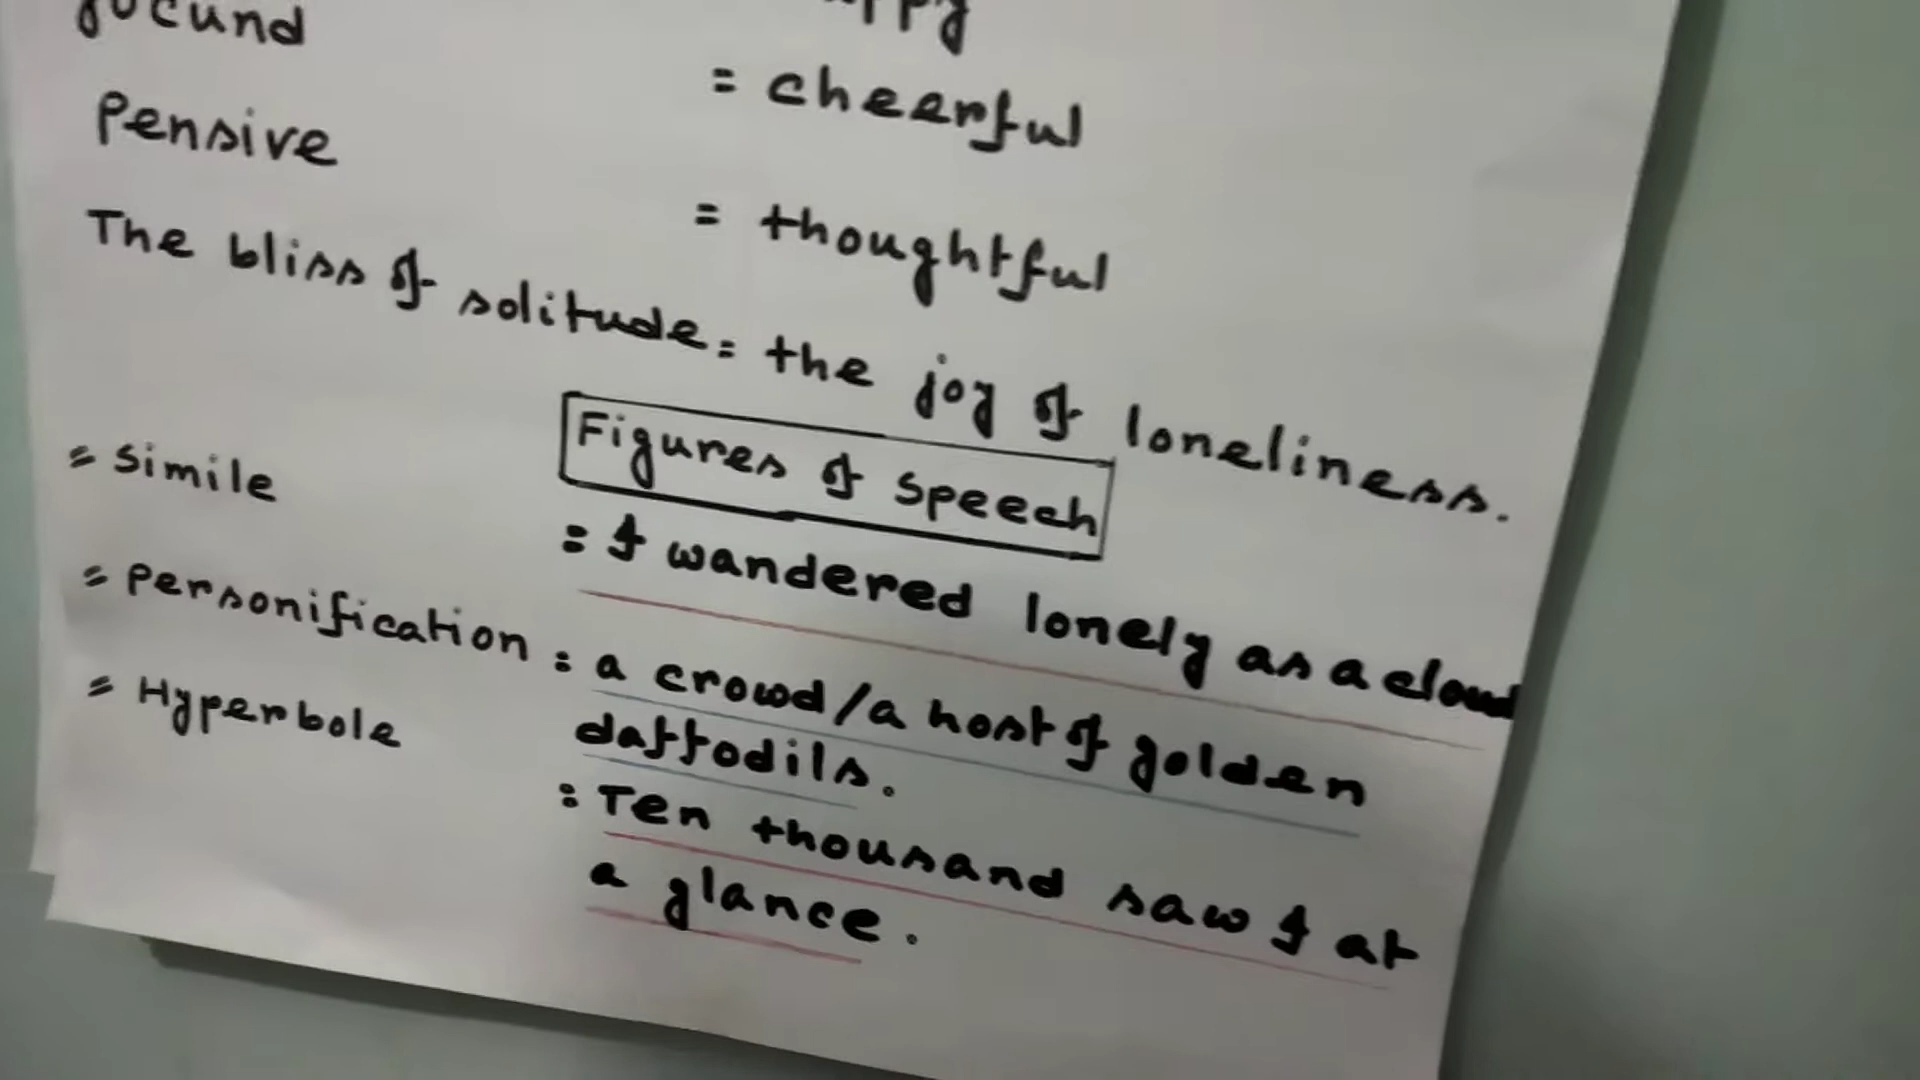 jocund = cheerful
Pensive = thoughtful
The bliss of solitude = the joy of loneliness.
Figures of speech
= Simile = I wandered lonely as a cloud
= Personification = a crowd/a host of golden
daffodils.
= Hyperbole : Ten thousand saw I at
a glance.